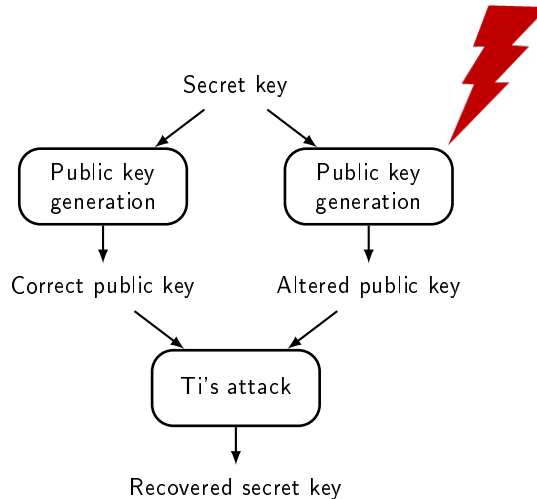 Secret key
Public key
generation
Public key
generation
Correct public key
Altered public key
Ti's attack
Recovered secret key